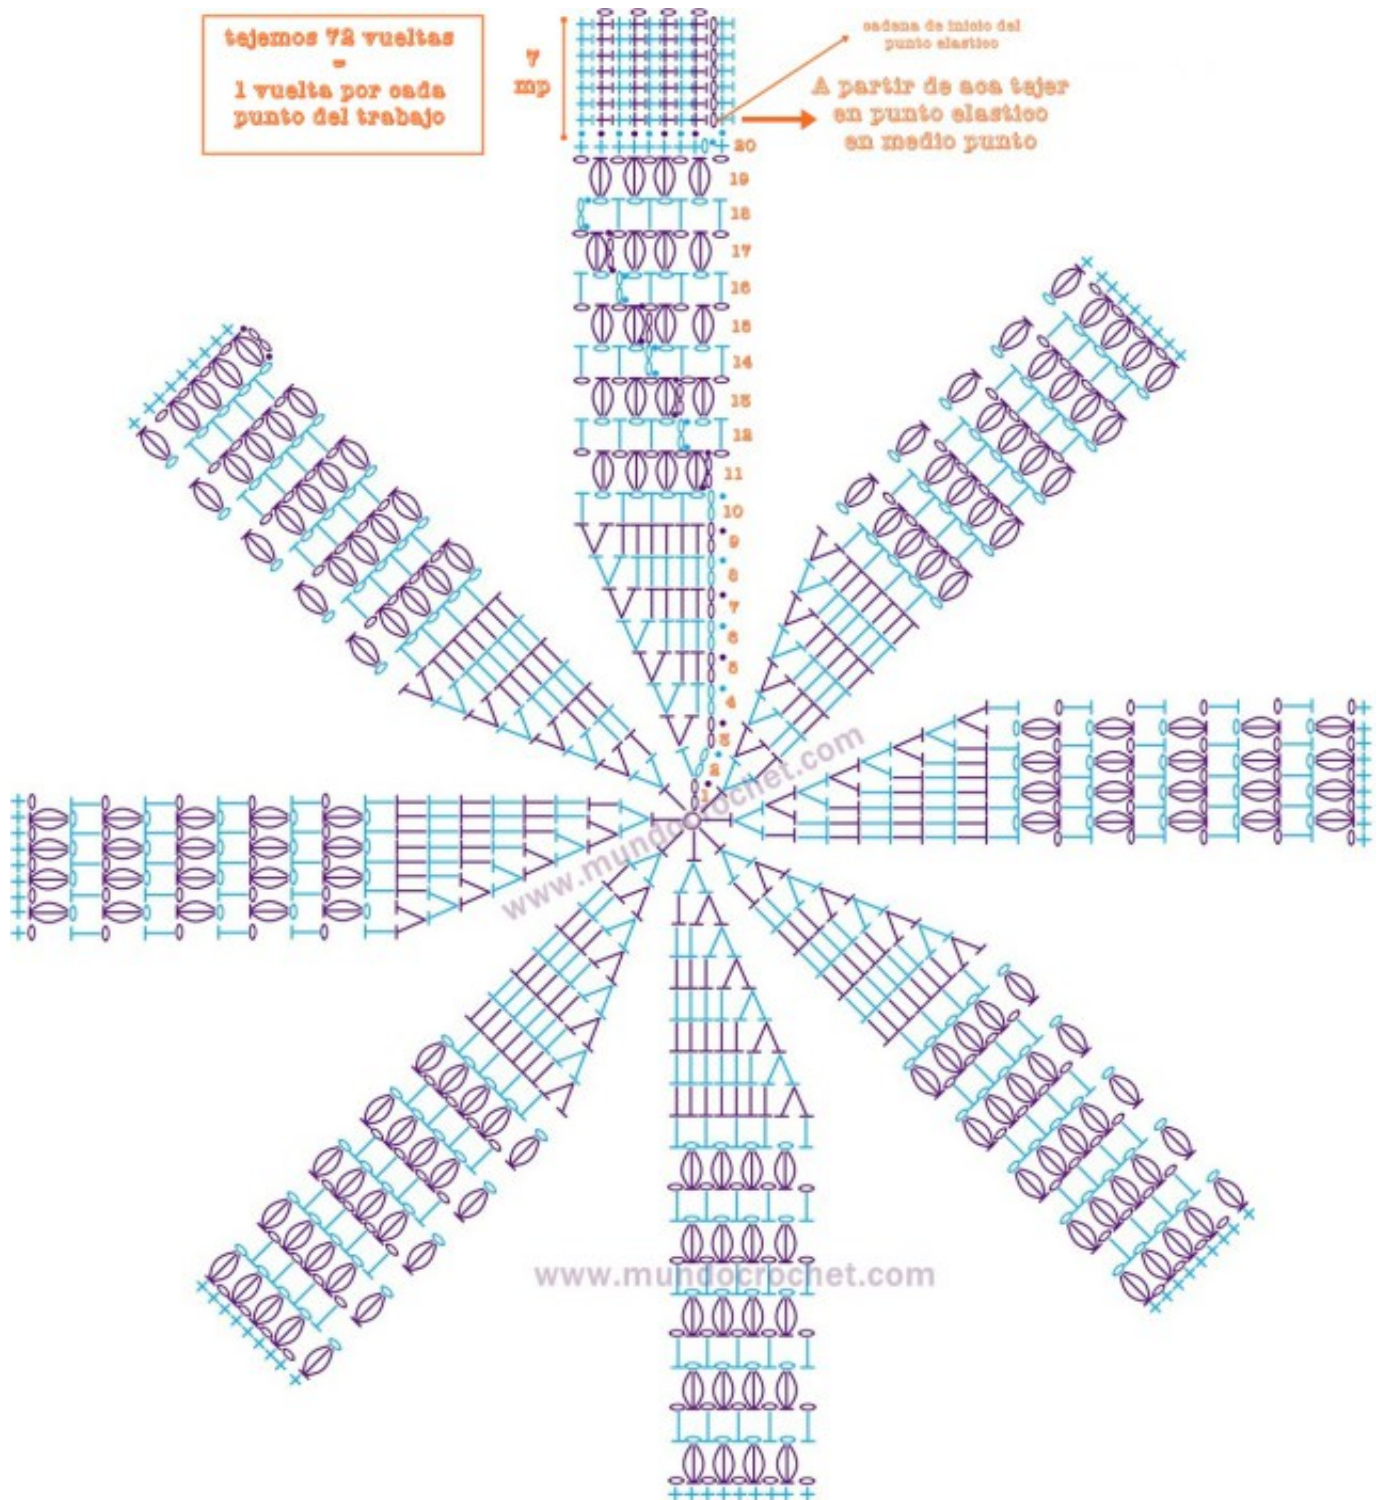 tejemos 72 vueltas
=
1 vuelta por cada
punto del trabajo
7
mp
cadena de inicio del
punto elastico
A partir de aca tejer
en punto elastico
en medio punto
20
19
18
17
16
15
14
13
12
11
10
9
8
7
6
5
4
3
2
1
www.mundocrochet.com
www.mundocrochet.com